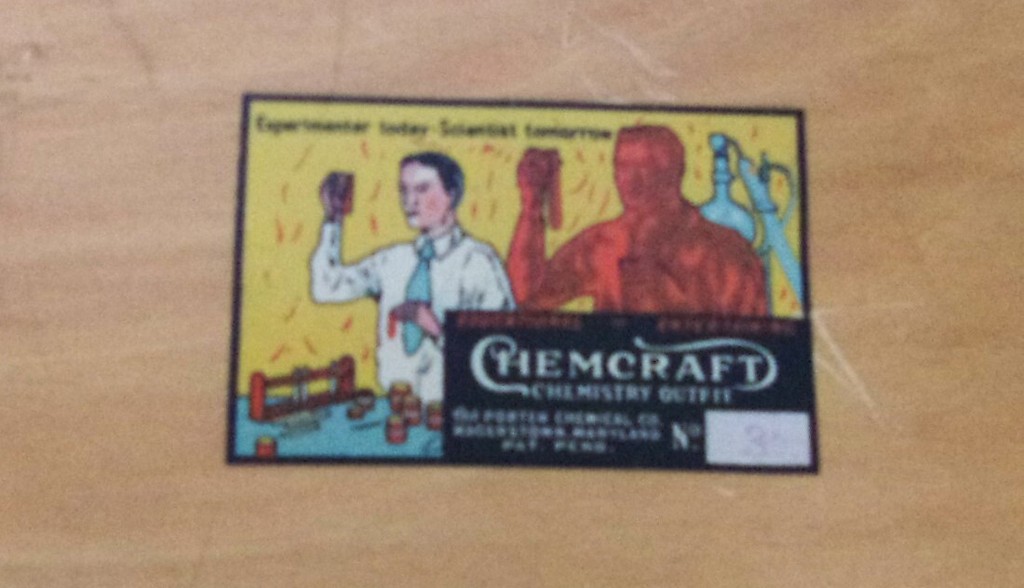 Experimenter today-Scientist tomorrow
CHEMCRAFT
CHEMISTRY OUTFIT
The PORTER CHEMICAL CO.
HAGERSTOWN, MARYLAND
PAT. PEND.
No.